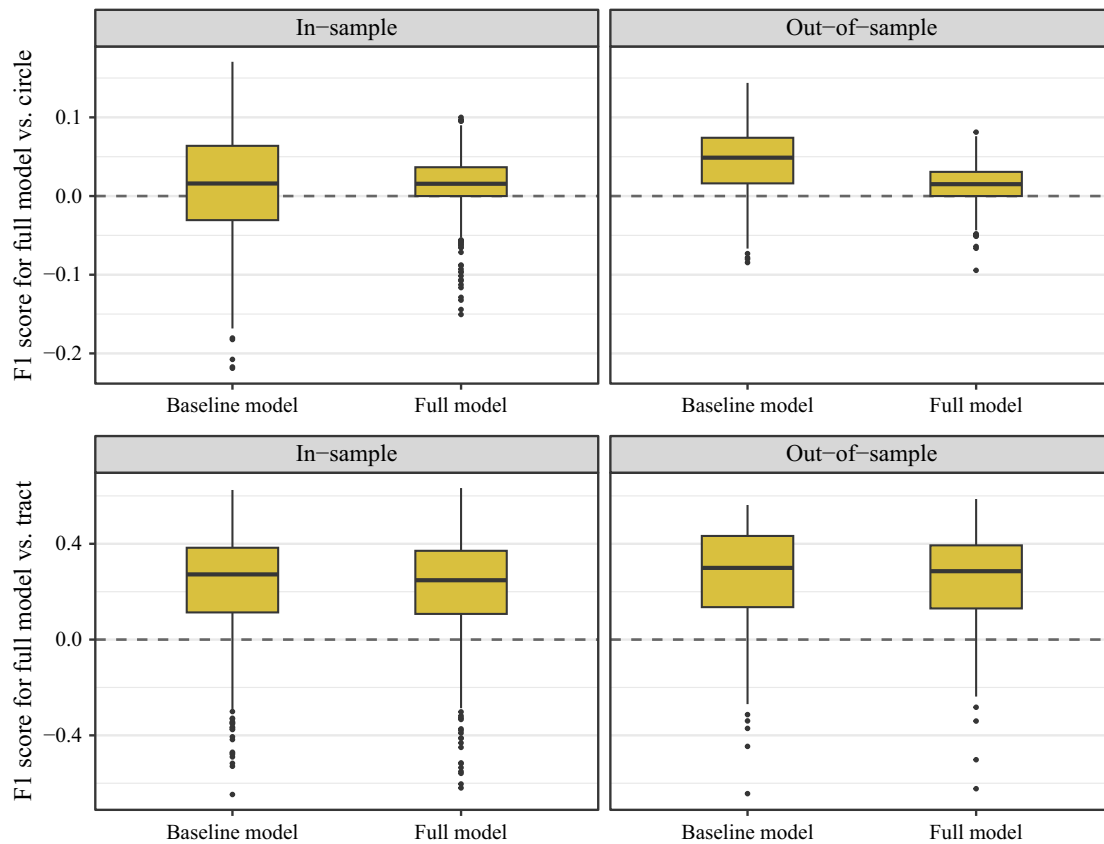 In−sample
Out−of−sample
F1 score for full model vs. circle
0.1
0.0
−0.1
−0.2
Baseline model
Full model
Baseline model
Full model
In−sample
Out−of−sample
F1 score for full model vs. tract
0.4
0.0
−0.4
Baseline model
Full model
Baseline model
Full model